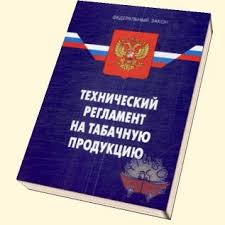 ФЕДЕРАЛЬНЫЙ ЗАКОН
ТЕХНИЧЕСКИЙ
РЕГЛАМЕНТ
НА ТАБАЧНУЮ
ПРОДУКЦИЮ